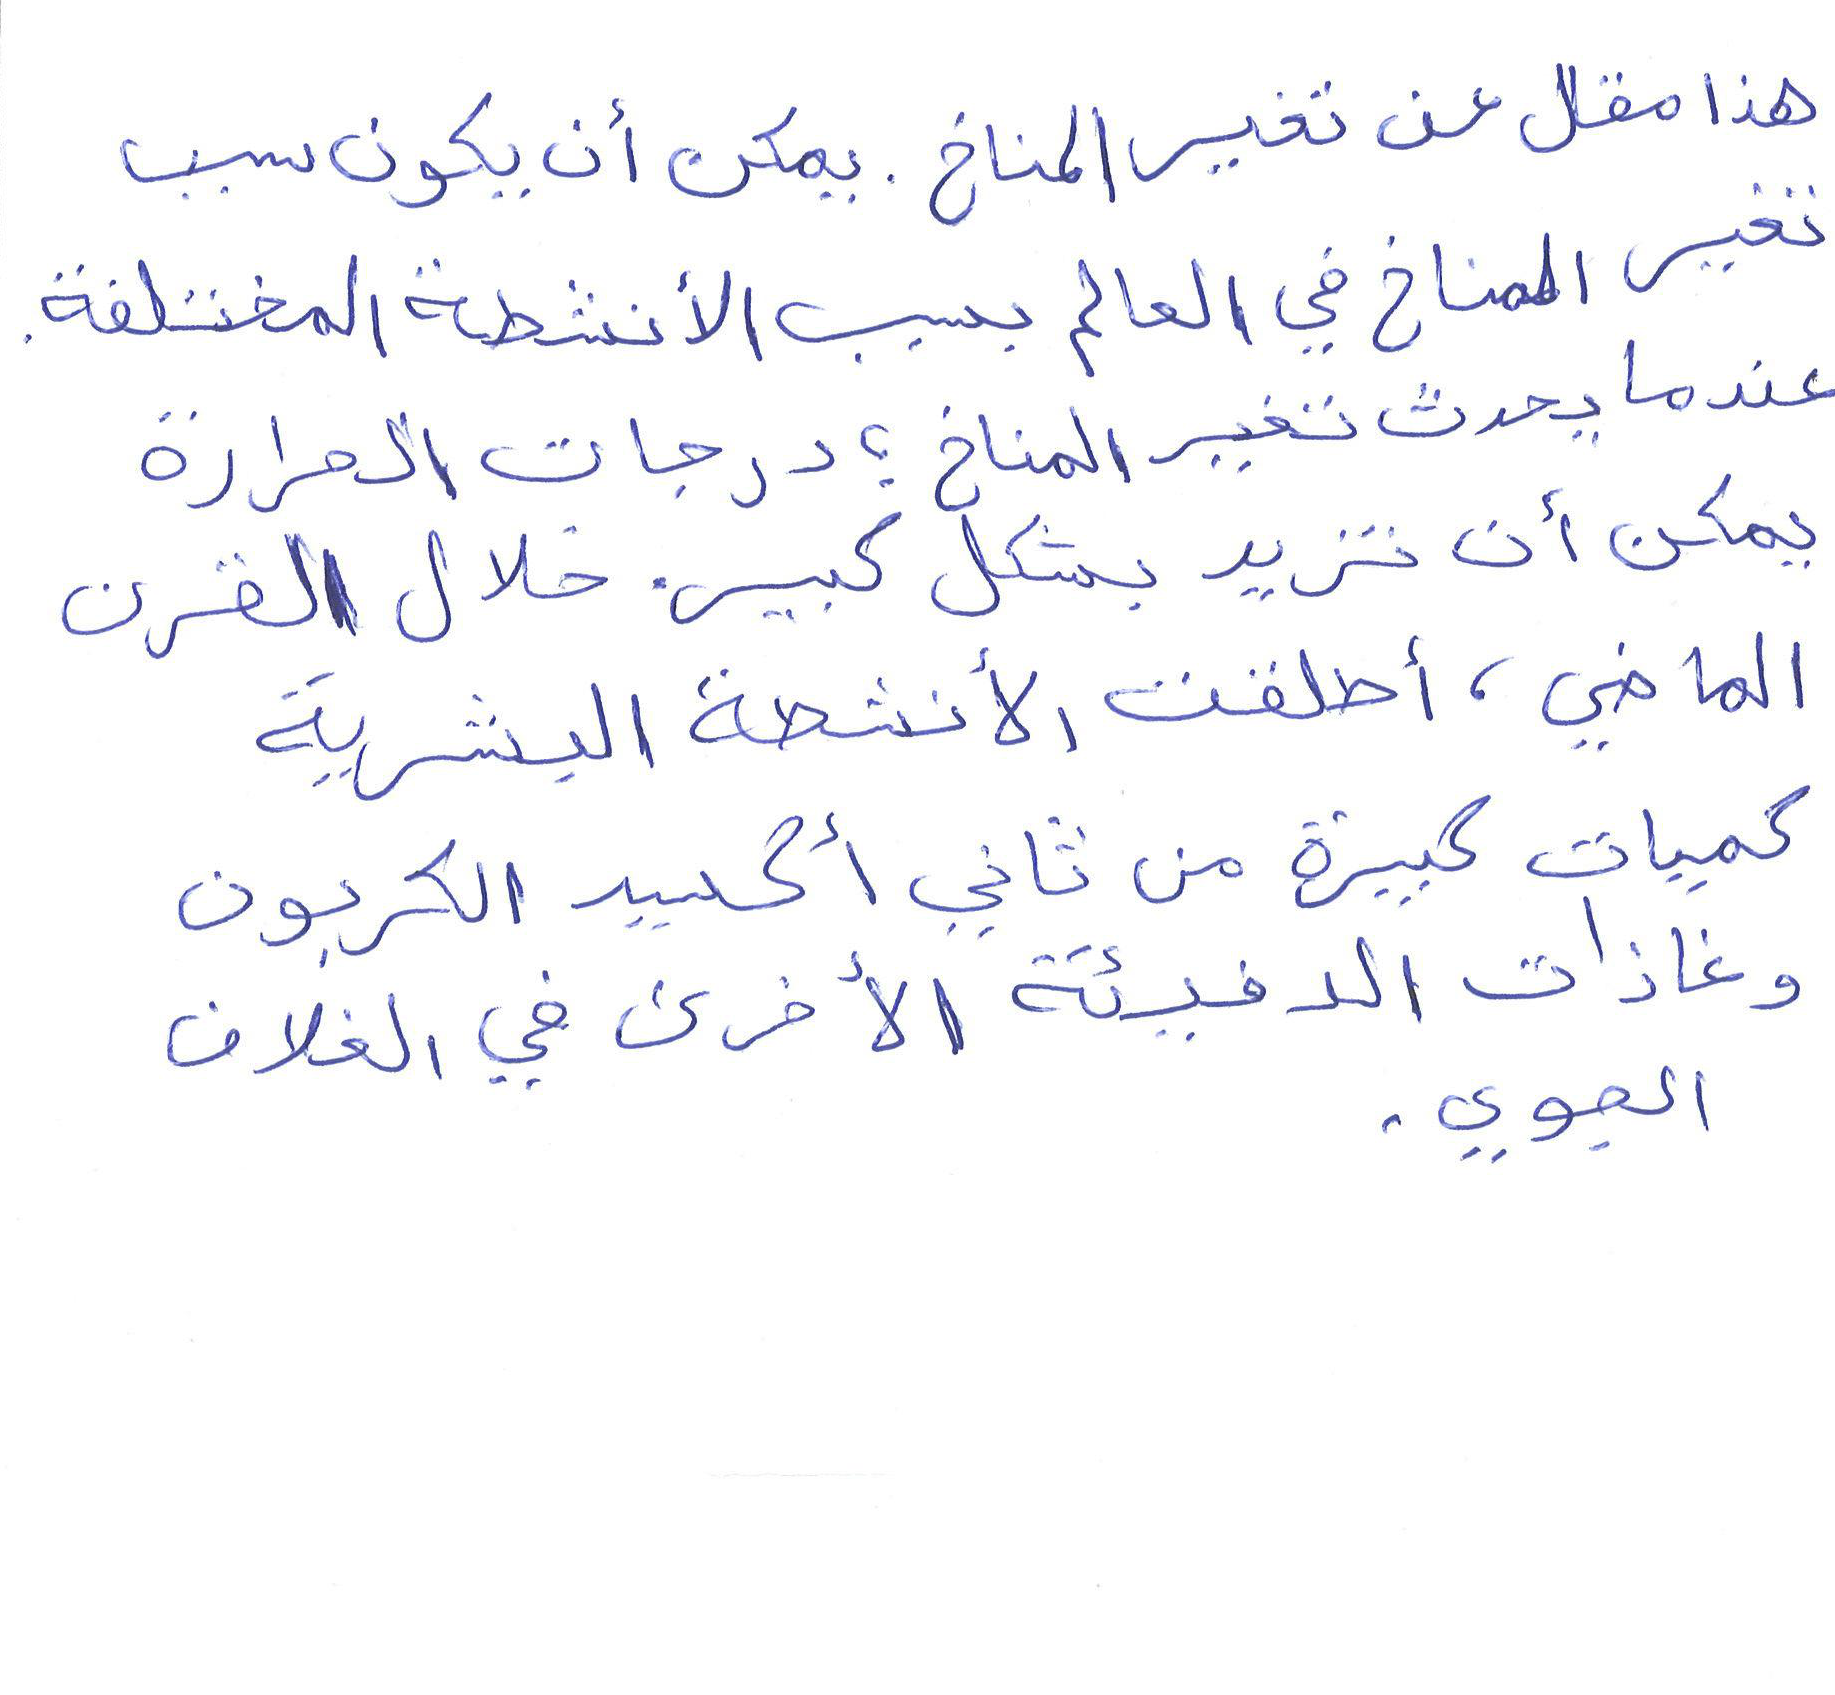 هذا مقال عن تغير المناخ. يمكن أن يكون سبب
تغير المناخ في العالم بسبب الأنشطة المختلفة.
عندما يحدث تغير المناخ ؛ درجات الحرارة
يمكن أن تزيد بشكل كبير. خلال القرن
الماضي، أطلقت الأنشطة البشرية
كميات كبيرة من ثاني أكسيد الكربون
وغازات الدفيئة الأخرى في الغلاف
الجوي.